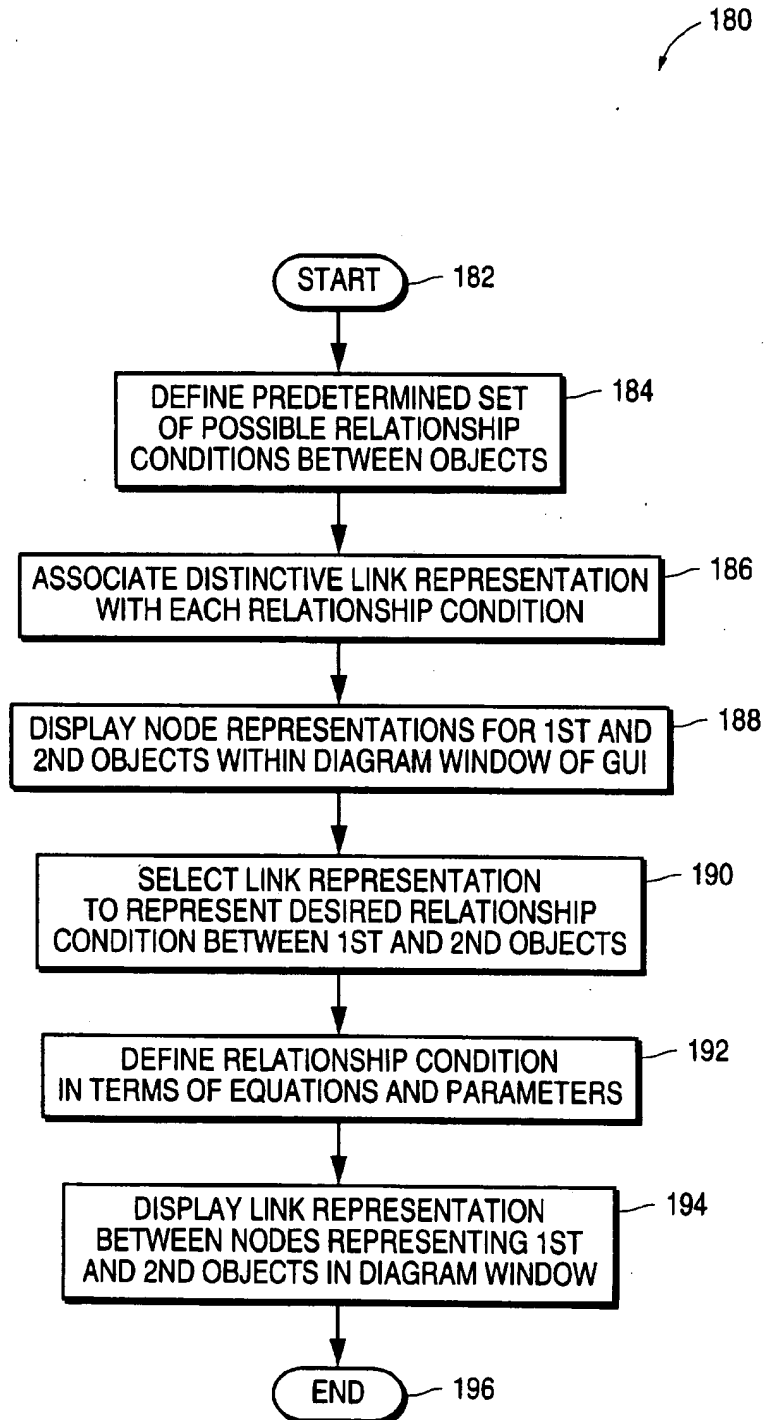 180
START
182
DEFINE PREDETERMINED SET
OF POSSIBLE RELATIONSHIP
CONDITIONS BETWEEN OBJECTS
184
ASSOCIATE DISTINCTIVE LINK REPRESENTATION
WITH EACH RELATIONSHIP CONDITION
186
DISPLAY NODE REPRESENTATIONS FOR 1ST AND
2ND OBJECTS WITHIN DIAGRAM WINDOW OF GUI
188
SELECT LINK REPRESENTATION
TO REPRESENT DESIRED RELATIONSHIP
CONDITION BETWEEN 1ST AND 2ND OBJECTS
190
DEFINE RELATIONSHIP CONDITION
IN TERMS OF EQUATIONS AND PARAMETERS
192
DISPLAY LINK REPRESENTATION
BETWEEN NODES REPRESENTING 1ST
AND 2ND OBJECTS IN DIAGRAM WINDOW
194
END
196